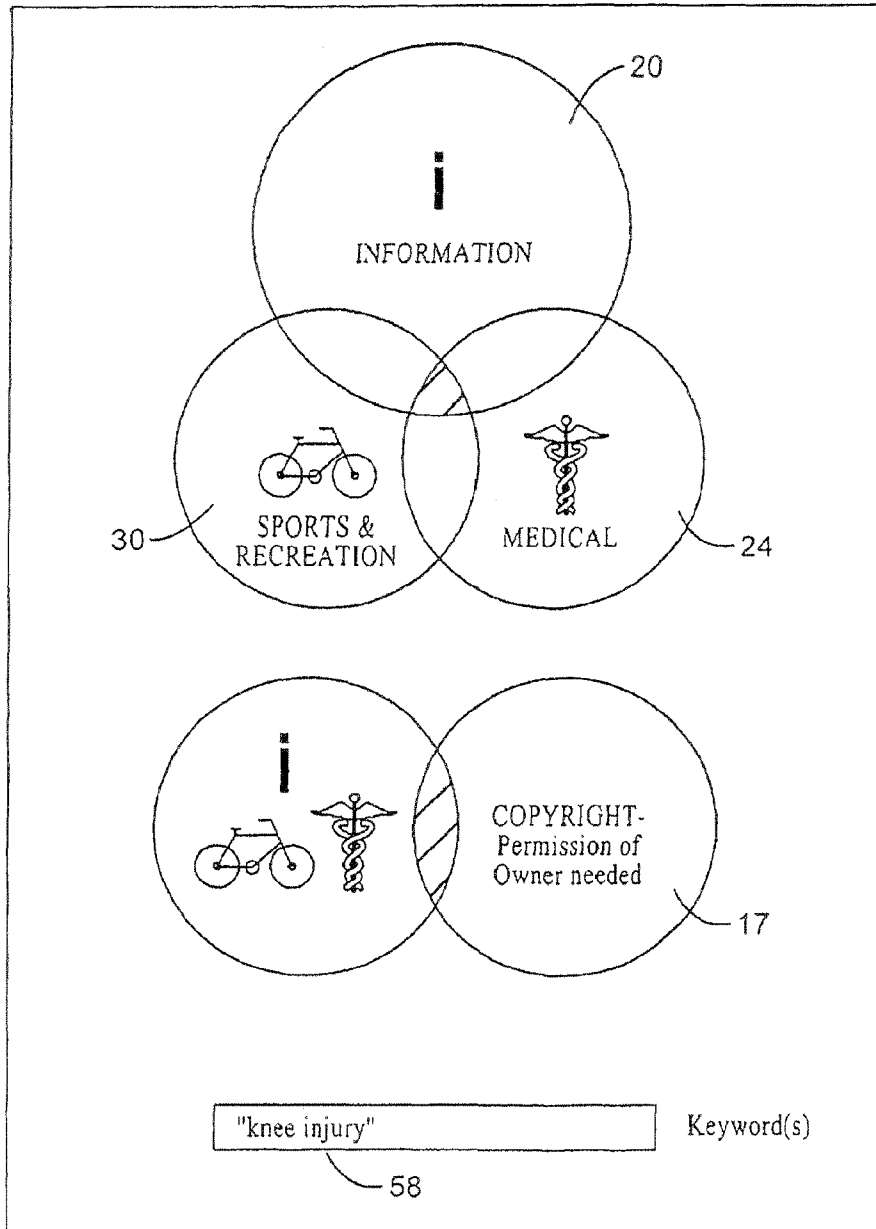 20
i
INFORMATION
30
SPORTS &
RECREATION
MEDICAL
24
i
COPYRIGHT-
Permission of
Owner needed
17
"knee injury"
Keyword(s)
58